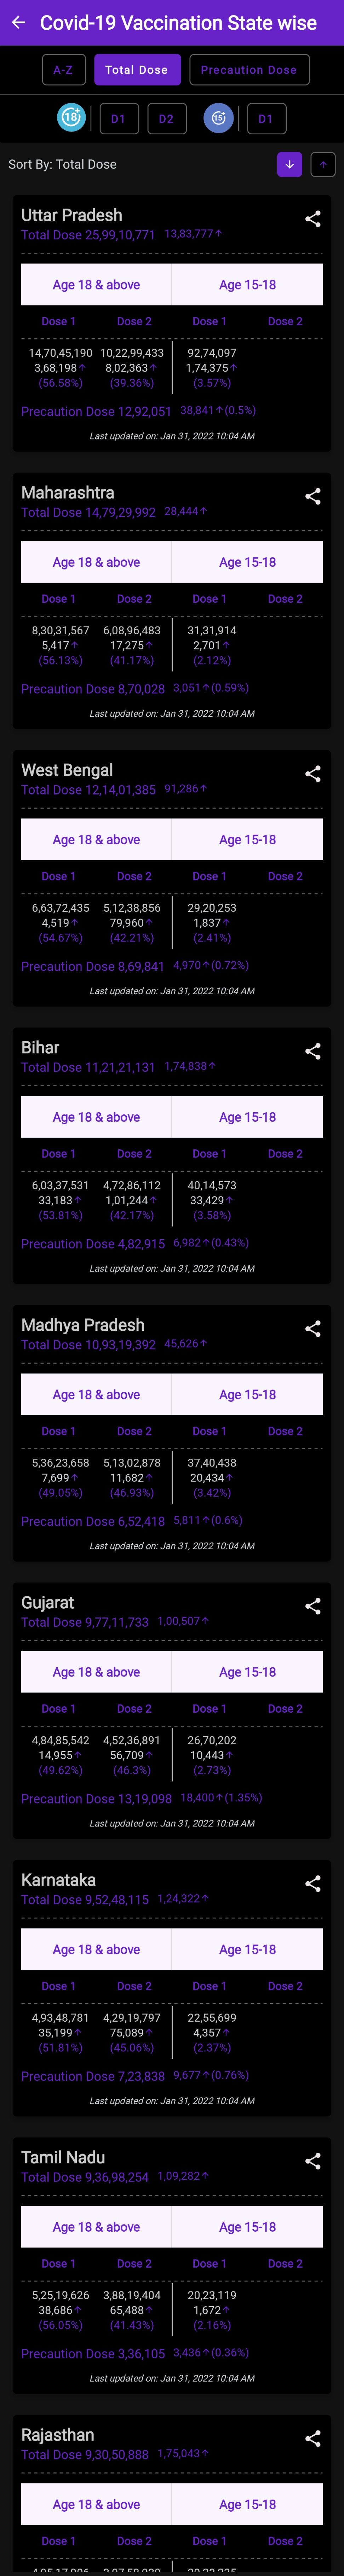 Covid-19 Vaccination State wise
A-Z Total Dose Precaution Dose
18+ D1 D2 15+ D1
Sort By: Total Dose
Uttar Pradesh
Total Dose 25,99,10,771 13,83,777↑
Age 18 & above Age 15-18
Dose 1 Dose 2 Dose 1 Dose 2
14,70,45,190 10,22,99,433 92,74,097
3,68,198↑ 8,02,363↑ 1,74,375↑
(56.58%) (39.36%) (3.57%)
Precaution Dose 12,92,051 38,841↑(0.5%)
Last updated on: Jan 31, 2022 10:04 AM
Maharashtra
Total Dose 14,79,29,992 28,444↑
Age 18 & above Age 15-18
Dose 1 Dose 2 Dose 1 Dose 2
8,30,31,567 6,08,96,483 31,31,914
5,417↑ 17,275↑ 2,701↑
(56.13%) (41.17%) (2.12%)
Precaution Dose 8,70,028 3,051↑(0.59%)
Last updated on: Jan 31, 2022 10:04 AM
West Bengal
Total Dose 12,14,01,385 91,286↑
Age 18 & above Age 15-18
Dose 1 Dose 2 Dose 1 Dose 2
6,63,72,435 5,12,38,856 29,20,253
4,519↑ 79,960↑ 1,837↑
(54.67%) (42.21%) (2.41%)
Precaution Dose 8,69,841 4,970↑(0.72%)
Last updated on: Jan 31, 2022 10:04 AM
Bihar
Total Dose 11,21,21,131 1,74,838↑
Age 18 & above Age 15-18
Dose 1 Dose 2 Dose 1 Dose 2
6,03,37,531 4,72,86,112 40,14,573
33,183↑ 1,01,244↑ 33,429↑
(53.81%) (42.17%) (3.58%)
Precaution Dose 4,82,915 6,982↑(0.43%)
Last updated on: Jan 31, 2022 10:04 AM
Madhya Pradesh
Total Dose 10,93,19,392 45,626↑
Age 18 & above Age 15-18
Dose 1 Dose 2 Dose 1 Dose 2
5,36,23,658 5,13,02,878 37,40,438
7,699↑ 11,682↑ 20,434↑
(49.05%) (46.93%) (3.42%)
Precaution Dose 6,52,418 5,811↑(0.6%)
Last updated on: Jan 31, 2022 10:04 AM
Gujarat
Total Dose 9,77,11,733 1,00,507↑
Age 18 & above Age 15-18
Dose 1 Dose 2 Dose 1 Dose 2
4,84,85,542 4,52,36,891 26,70,202
14,955↑ 56,709↑ 10,443↑
(49.62%) (46.3%) (2.73%)
Precaution Dose 13,19,098 18,400↑(1.35%)
Last updated on: Jan 31, 2022 10:04 AM
Karnataka
Total Dose 9,52,48,115 1,24,322↑
Age 18 & above Age 15-18
Dose 1 Dose 2 Dose 1 Dose 2
4,93,48,781 4,29,19,797 22,55,699
35,199↑ 75,089↑ 4,357↑
(51.81%) (45.06%) (2.37%)
Precaution Dose 7,23,838 9,677↑(0.76%)
Last updated on: Jan 31, 2022 10:04 AM
Tamil Nadu
Total Dose 9,36,98,254 1,09,282↑
Age 18 & above Age 15-18
Dose 1 Dose 2 Dose 1 Dose 2
5,25,19,626 3,88,19,404 20,23,119
38,686↑ 65,488↑ 1,672↑
(56.05%) (41.43%) (2.16%)
Precaution Dose 3,36,105 3,436↑(0.36%)
Last updated on: Jan 31, 2022 10:04 AM
Rajasthan
Total Dose 9,30,50,888 1,75,043↑
Age 18 & above Age 15-18
Dose 1 Dose 2 Dose 1 Dose 2